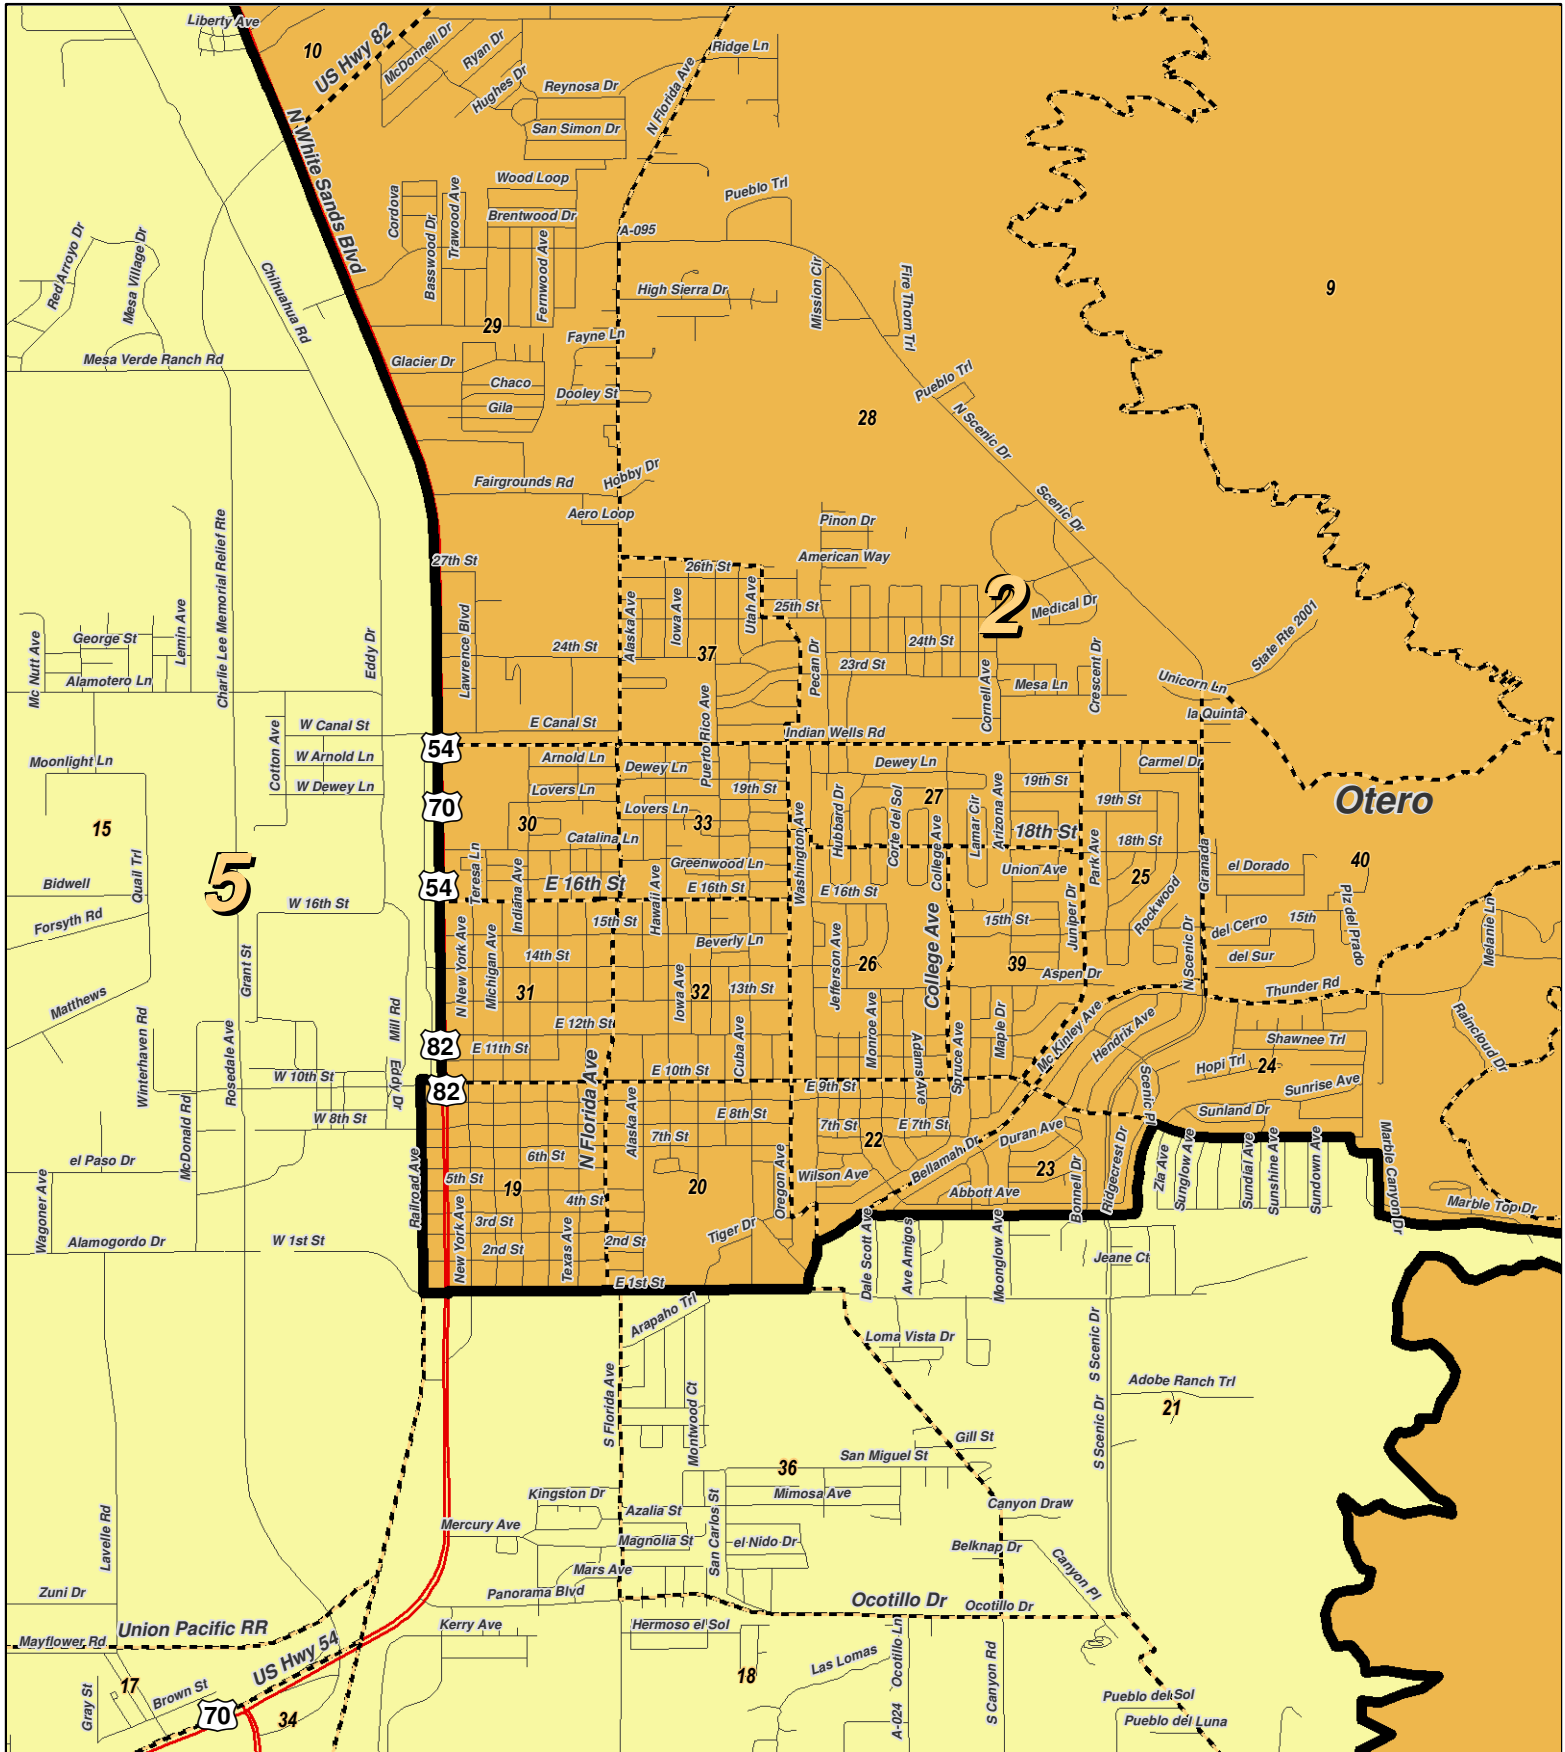 Liberty Ave
10
US Hwy 82
McDonnell Dr
Ryan Dr
Hughes Dr
Ridge Ln
Reynosa Dr
N Florida Ave
San Simon Dr
N White Sands Blvd
Wood Loop
Cordova
Basswood Dr
Trawood Ave
Brentwood Dr
Pueblo Trl
A-095
Fernwood Ave
Red Arroyo Dr
Mesa Village Dr
Chihuahua Rd
High Sierra Dr
Mission Cir
Fire Thorn Trl
9
29
Fayne Ln
Mesa Verde Ranch Rd
Glacier Dr
Chaco
Gila
Dooley St
Pueblo Trl
N Scenic Dr
28
Fairgrounds Rd
Hobby Dr
Aero Loop
Scenic Dr
Pinon Dr
American Way
27th St
26th St
Charlie Lee Memorial Relief Rte
Lemin Ave
Mc Nutt Ave
George St
Alamotero Ln
Eddy Dr
Lawrence Blvd
24th St
Alaska Ave
Iowa Ave
Utah Ave
25th St
37
Pecan Dr
23rd St
24th St
2
Medical Dr
State Rte 2001
Cornell Ave
Mesa Ln
Crescent Dr
Unicorn Ln
la Quinta
Cotton Ave
W Canal St
E Canal St
Puerto Rico Ave
Indian Wells Rd
54
Moonlight Ln
W Arnold Ln
Arnold Ln
Dewey Ln
Dewey Ln
Carmel Dr
W Dewey Ln
Lovers Ln
Lovers Ln
19th St
19th St
19th St
70
Otero
15
30
Catalina Ln
33
Washington Ave
Hubbard Dr
Corte del Sol
27
College Ave
Lamar Cir
Arizona Ave
18th St
Park Ave
18th St
Granada
40
Greenwood Ln
Union Ave
el Dorado
5
Bidwell
Quail Trl
54
Teresa Ln
Indiana Ave
E 16th St
Hawaii Ave
E 16th St
E 16th St
25
Rockwood
Juniper Dr
Forsyth Rd
W 16th St
15th St
15th St
del Cerro
15th
Plz del Prado
Melanie Ln
Grant St
N New York Ave
Michigan Ave
14th St
Beverly Ln
Jefferson Ave
26
College Ave
39
Aspen Dr
N Scenic Dr
del Sur
Matthews
31
Iowa Ave
32
13th St
Thunder Rd
Winterhaven Rd
Rosedale Ave
Mill Rd
E 12th St
Monroe Ave
Maple Dr
Mc Kinley Ave
Hendrix Ave
Shawnee Trl
Raincloud Dr
82
E 11th St
Cuba Ave
Adams Ave
Spruce Ave
Hopi Trl
24
W 10th St
Eddy Dr
82
N Florida Ave
E 10th St
E 9th St
Scenic Pl
Sunrise Ave
McDonald Rd
W 8th St
Alaska Ave
E 8th St
7th St
7th St
E 7th St
Duran Ave
Sunland Dr
22
el Paso Dr
6th St
Oregon Ave
Wilson Ave
Bellamah Dr
23
Bonnell Dr
Ridgecrest Dr
Zia Ave
Sunglow Ave
Sundial Ave
Sunshine Ave
Sundown Ave
Marble Canyon Dr
Marble Top Dr
Wagoner Ave
Railroad Ave
5th St
19
4th St
20
Abbott Ave
Alamogordo Dr
W 1st St
New York Ave
3rd St
2nd St
Texas Ave
2nd St
Tiger Dr
Dale Scott Ave
Ave Amigos
Moonglow Ave
Jeane Ct
E 1st St
Arapaho Trl
Loma Vista Dr
S Scenic Dr
Adobe Ranch Trl
21
S Florida Ave
Montwood Ct
S Scenic Dr
Gill St
San Miguel St
36
Lavelle Rd
Kingston Dr
Mimosa Ave
Canyon Draw
Azalia St
San Carlos St
Mercury Ave
Magnolia St
el Nido Dr
Belknap Dr
Canyon Pl
Mars Ave
Zuni Dr
Panorama Blvd
Ocotillo Dr
Ocotillo Dr
Mayflower Rd
Union Pacific RR
Kerry Ave
Hermoso el Sol
US Hwy 54
17
Gray St
Brown St
70
34
18
Las Lomas
Ocotillo Ln
A-024
S Canyon Rd
Pueblo del Sol
Pueblo del Luna